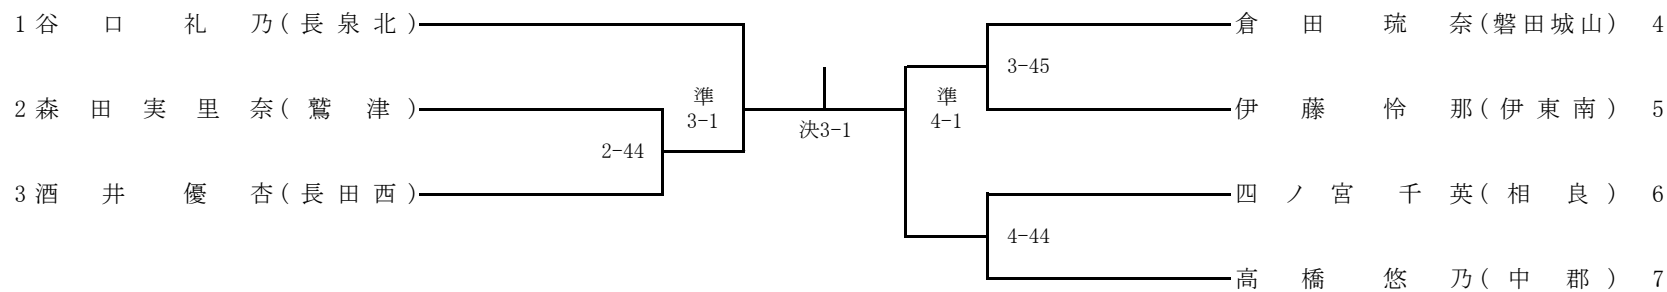 1 谷口礼乃(長泉北)
2 森田実里奈(鷲津)
3 酒井優杏(長田西)
2-44
準
3-1
決3-1
準
4-1
3-45
4-44
倉田琉奈(磐田城山) 4
伊藤怜那(伊東南) 5
四ノ宮千英(相良) 6
高橋悠乃(中郡) 7